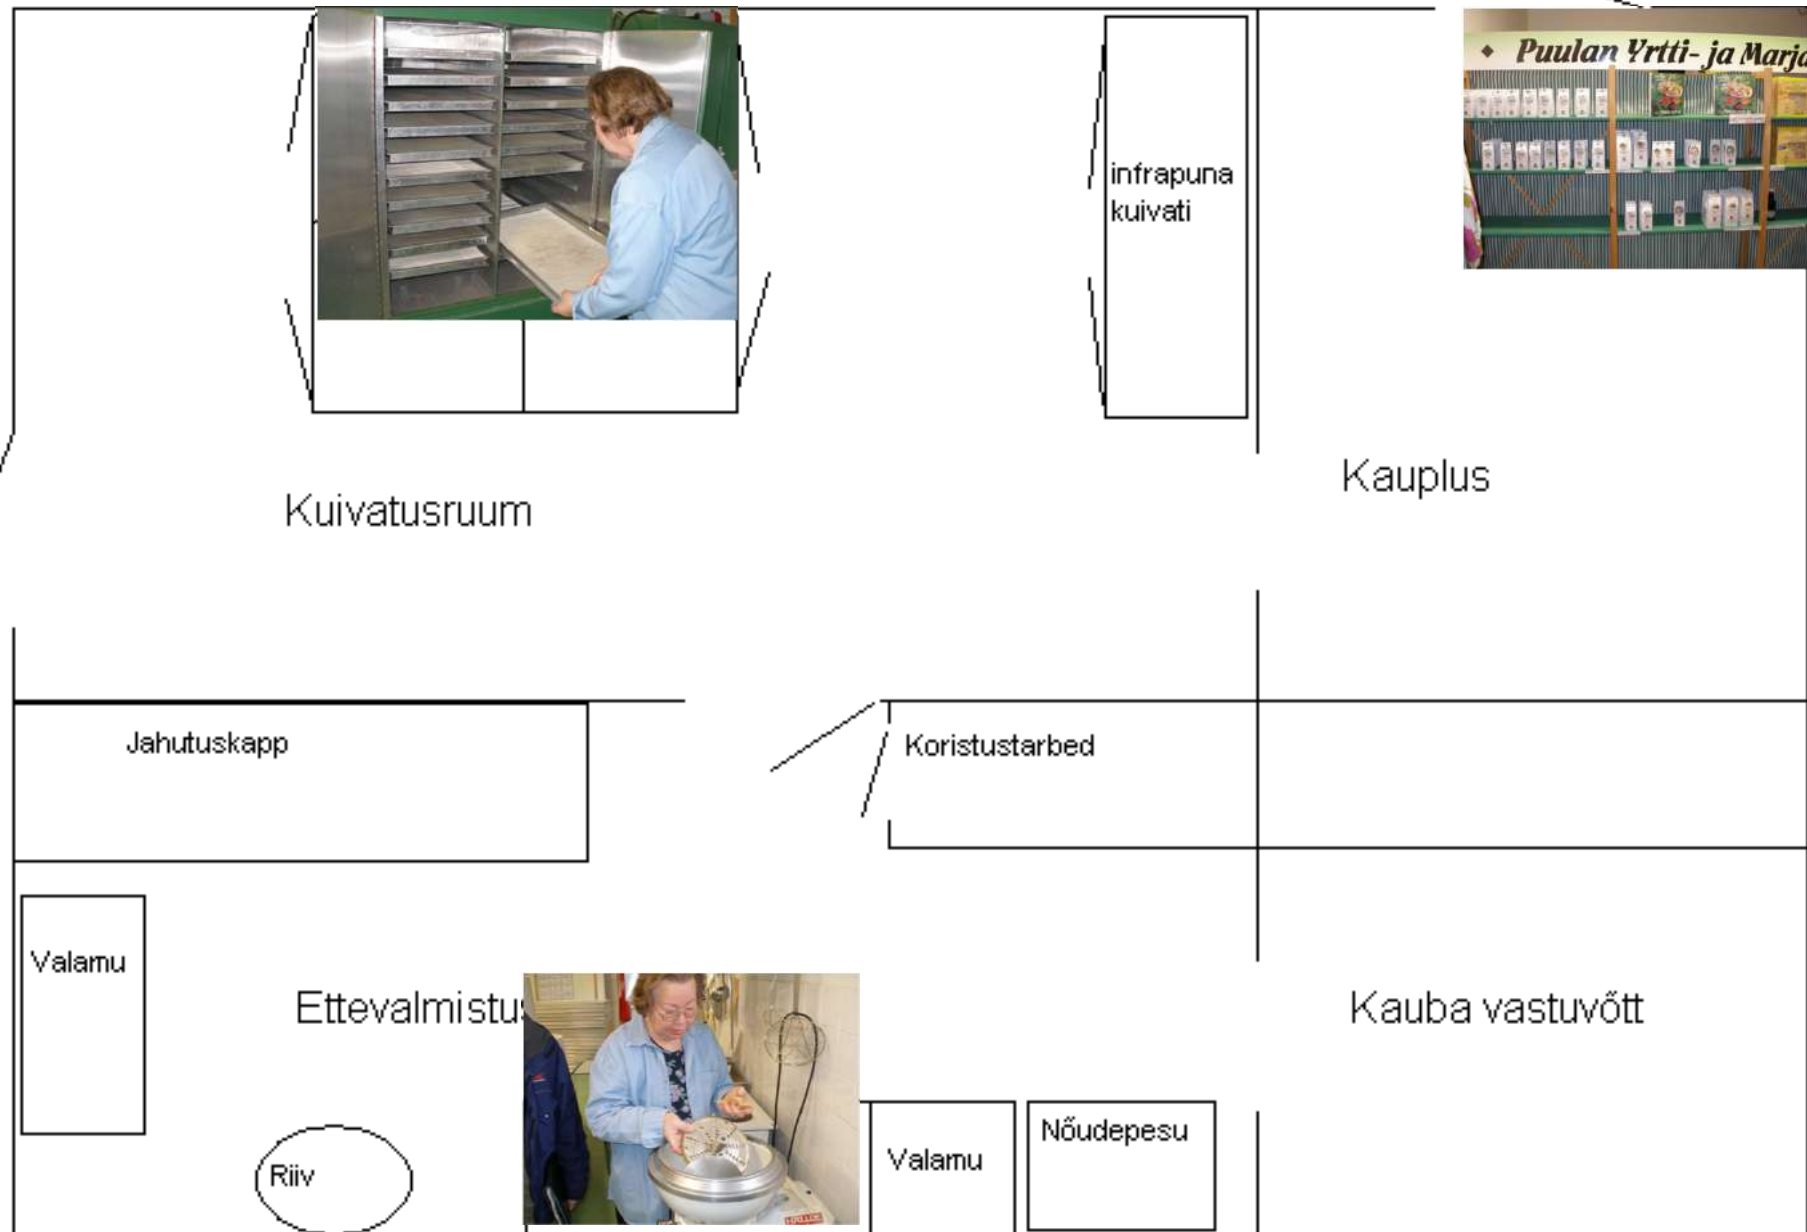 Puulan Yrtti- ja Marja
infrapuna
kuivati
Kauplus
Kuivatusruum
Jahutuskapp
Koristustarbed
Valamu
Ettevalmistus
Kauba vastuvõtt
Nõudepesu
Valamu
Riiv